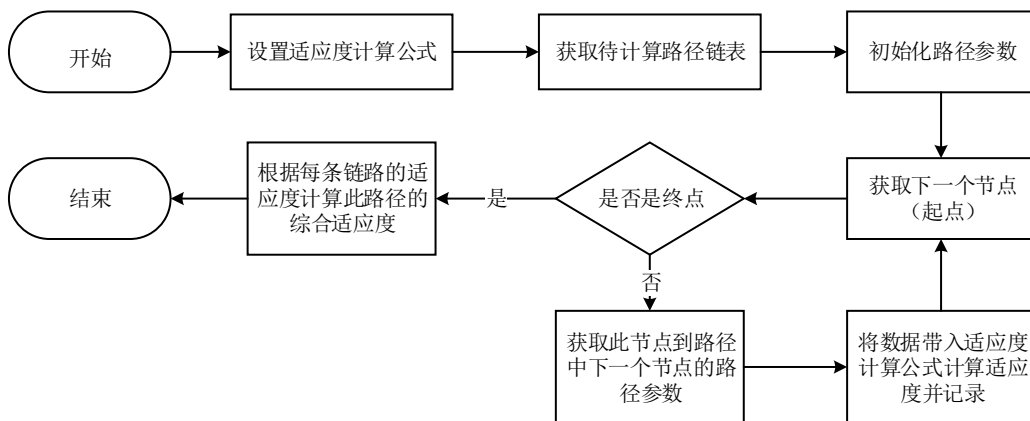 开始
设置适应度计算公式
获取待计算路径链表
初始化路径参数
获取下一个节点
（起点）
是否是终点
是
根据每条链路的适
应度计算此路径的
综合适应度
结束
否
获取此节点到路径
中下一个节点的路
径参数
将数据带入适应度
计算公式计算适应
度并记录